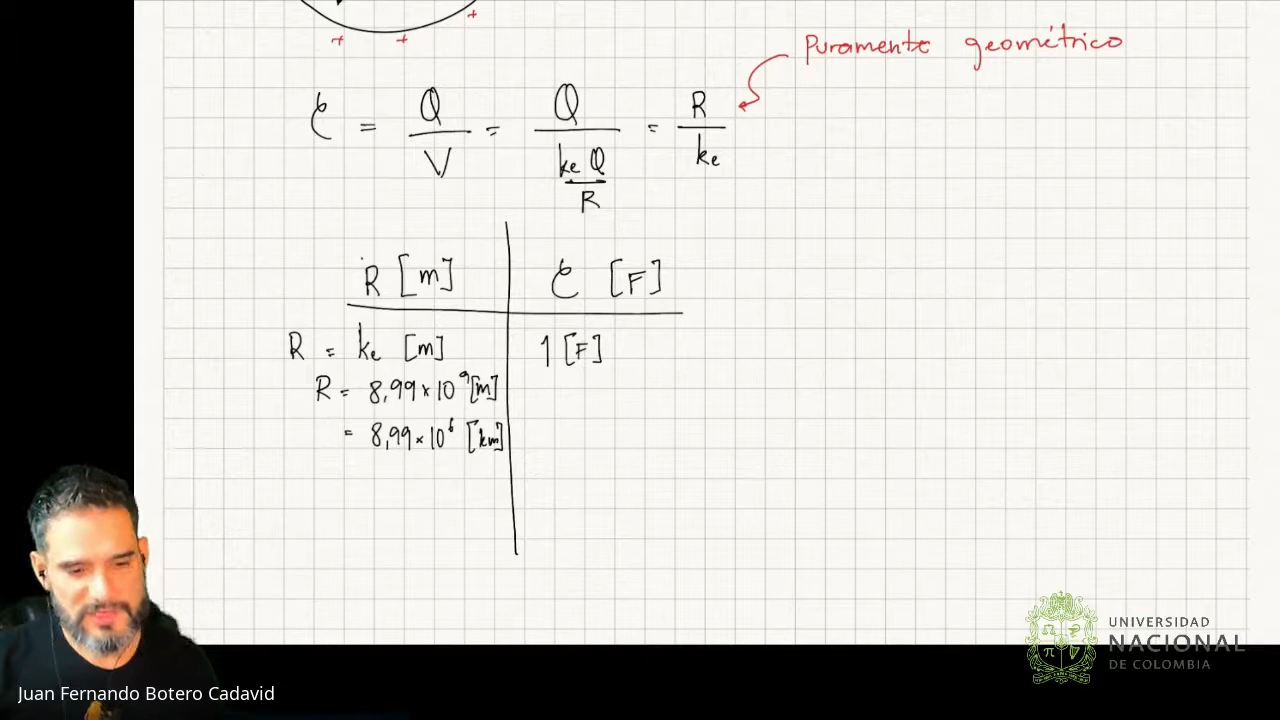 + + +
Puramente geométrico
C = Q / V = Q / (ke Q / R) = R / ke
R [m] C [F]
R = ke [m] 1 [F]
R = 8,99 × 10⁹ [m]
= 8,99 × 10⁶ [km]
UNIVERSIDAD
NACIONAL
DE COLOMBIA
Juan Fernando Botero Cadavid